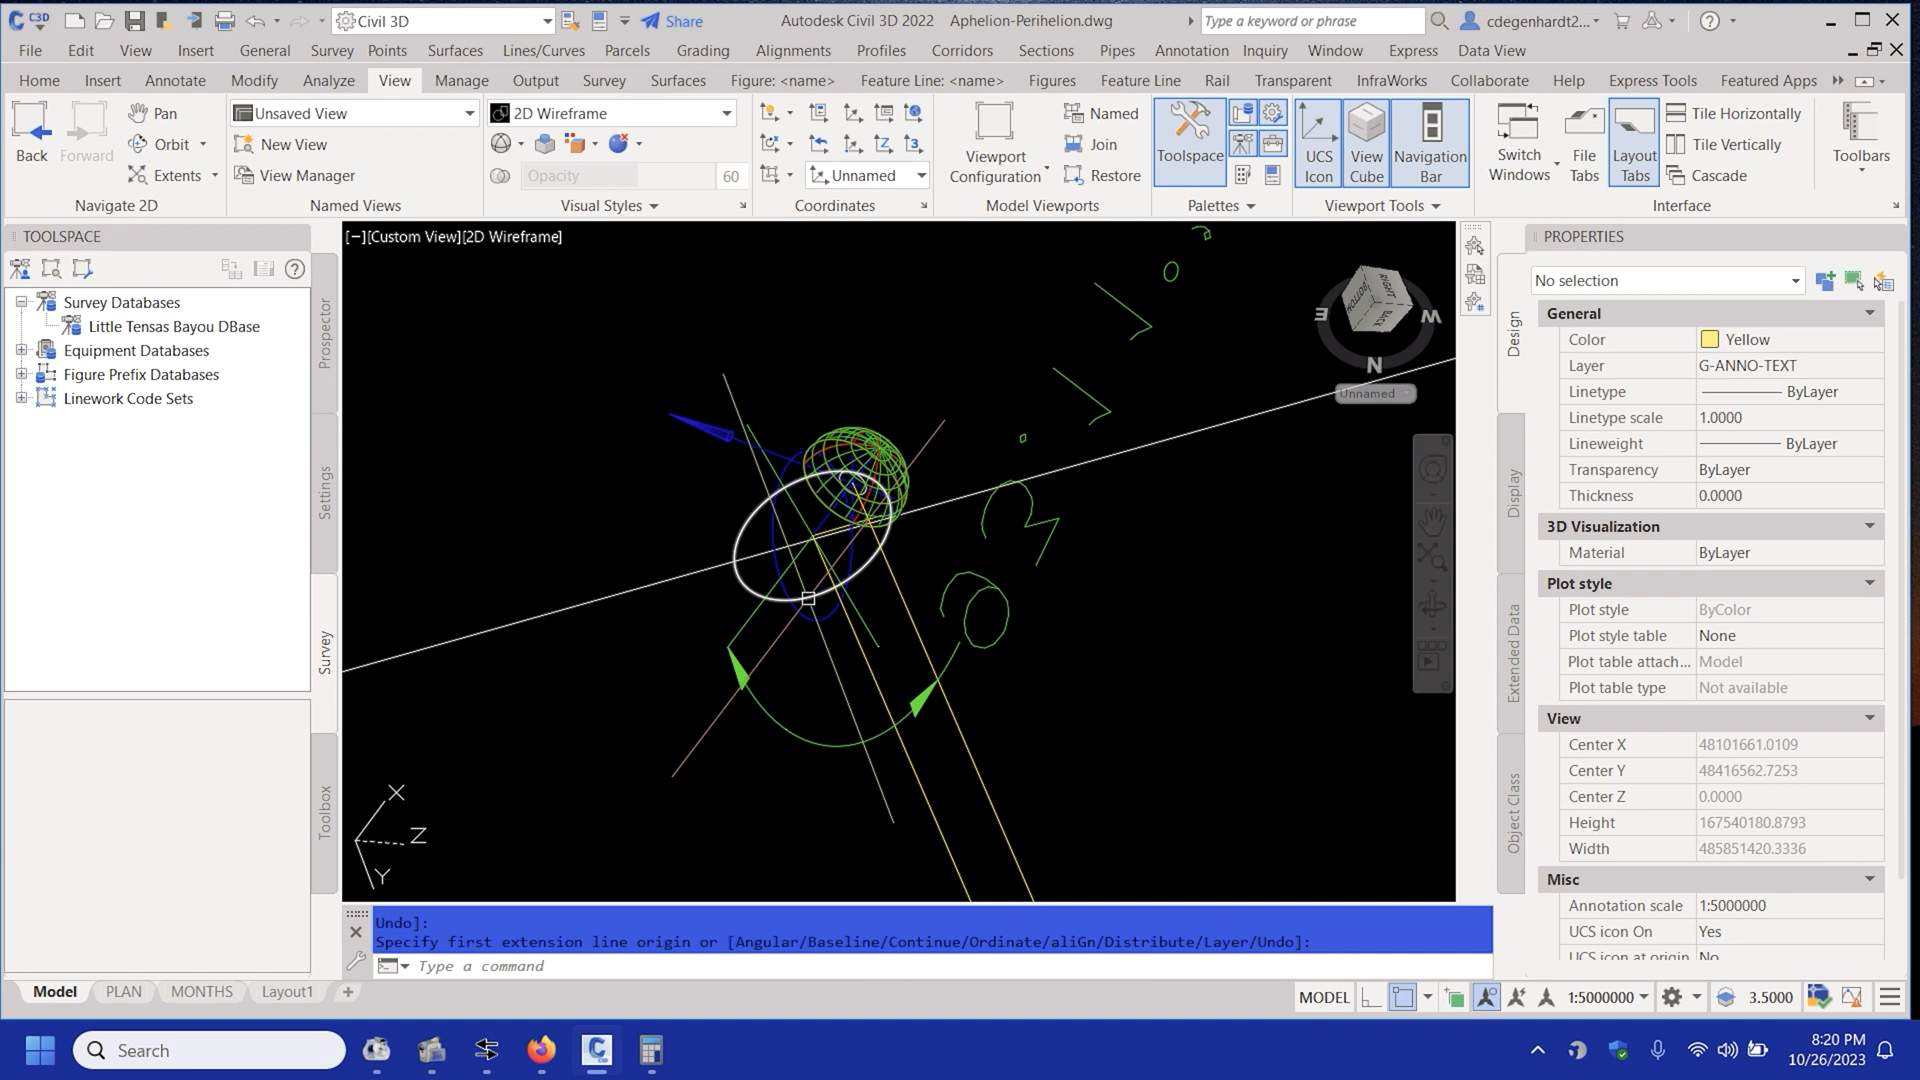 C3D Civil 3D Share Autodesk Civil 3D 2022 Aphelion-Perihelion.dwg Type a keyword or phrase cdegenhardt2...
File Edit View Insert General Survey Points Surfaces Lines/Curves Parcels Grading Alignments Profiles Corridors Sections Pipes Annotation Inquiry Window Express Data View
Home Insert Annotate Modify Analyze View Manage Output Survey Surfaces Figure: <name> Feature Line: <name> Figures Feature Line Rail Transparent InfraWorks Collaborate Help Express Tools Featured Apps
Back Forward Pan Orbit Extents
Navigate 2D
Unsaved View
New View
View Manager
Named Views
2D Wireframe
Opacity 60
Visual Styles
Unnamed
Coordinates
Viewport Configuration
Named
Join
Restore
Model Viewports
Toolspace
Palettes
UCS Icon
View Cube
Navigation Bar
Viewport Tools
Switch Windows
File Tabs
Layout Tabs
Tile Horizontally
Tile Vertically
Cascade
Interface
Toolbars
TOOLSPACE
Survey Databases
Little Tensas Bayou DBase
Equipment Databases
Figure Prefix Databases
Linework Code Sets
Prospector
Settings
Survey
Toolbox
[−][Custom View][2D Wireframe]
RIGHT
BOTTOM
BACK
E
W
N
Unnamed
X
Z
Y
PROPERTIES
No selection
Design
Display
Extended Data
Object Class
General
Color Yellow
Layer G-ANNO-TEXT
Linetype ByLayer
Linetype scale 1.0000
Lineweight ByLayer
Transparency ByLayer
Thickness 0.0000
3D Visualization
Material ByLayer
Plot style
Plot style ByColor
Plot style table None
Plot table attach... Model
Plot table type Not available
View
Center X 48101661.0109
Center Y 48416562.7253
Center Z 0.0000
Height 167540180.8793
Width 485851420.3336
Misc
Annotation scale 1:5000000
UCS icon On Yes
UCS icon at origin No
Undo]:
Specify first extension line origin or [Angular/Baseline/Continue/Ordinate/aliGn/Distribute/Layer/Undo]:
Type a command
Model PLAN MONTHS Layout1 +
MODEL 1:5000000 3.5000
Search
8:20 PM
10/26/2023